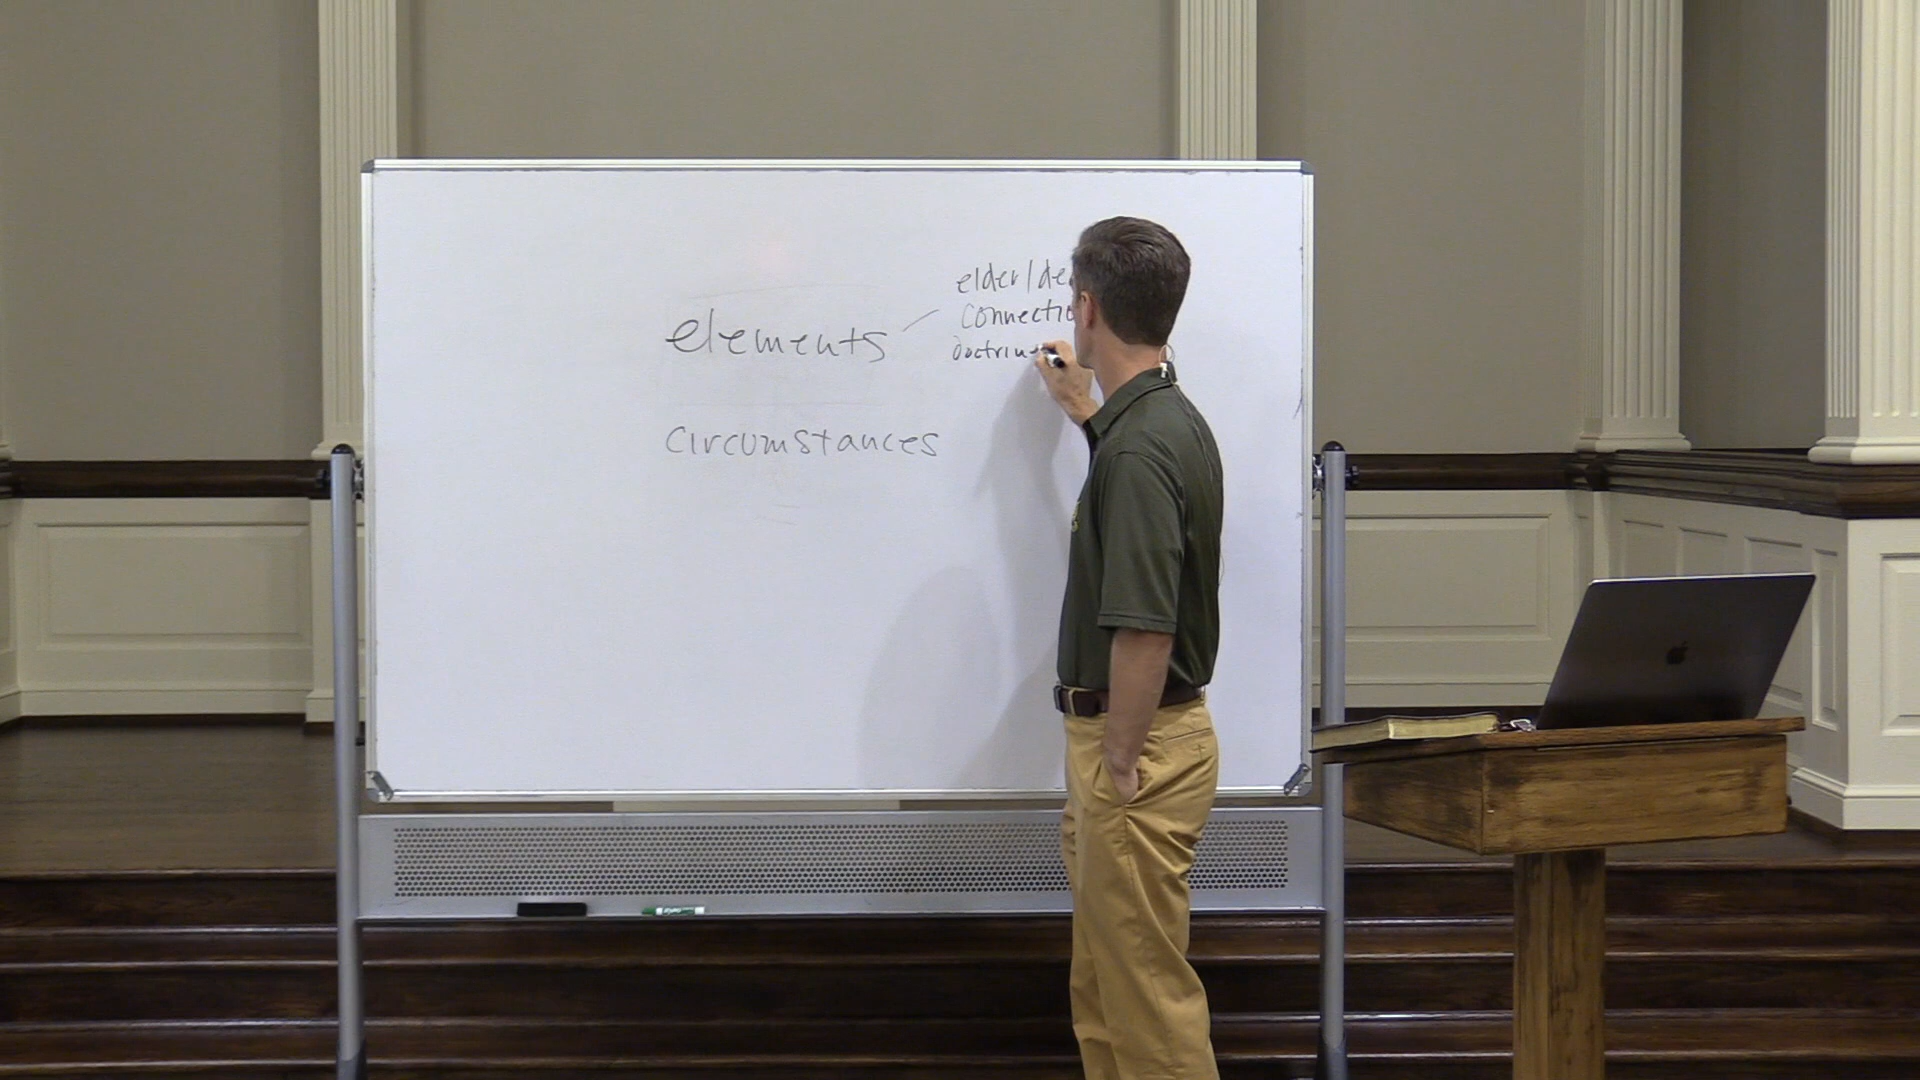 elder/de
connectio
doctrin
elements
circumstances